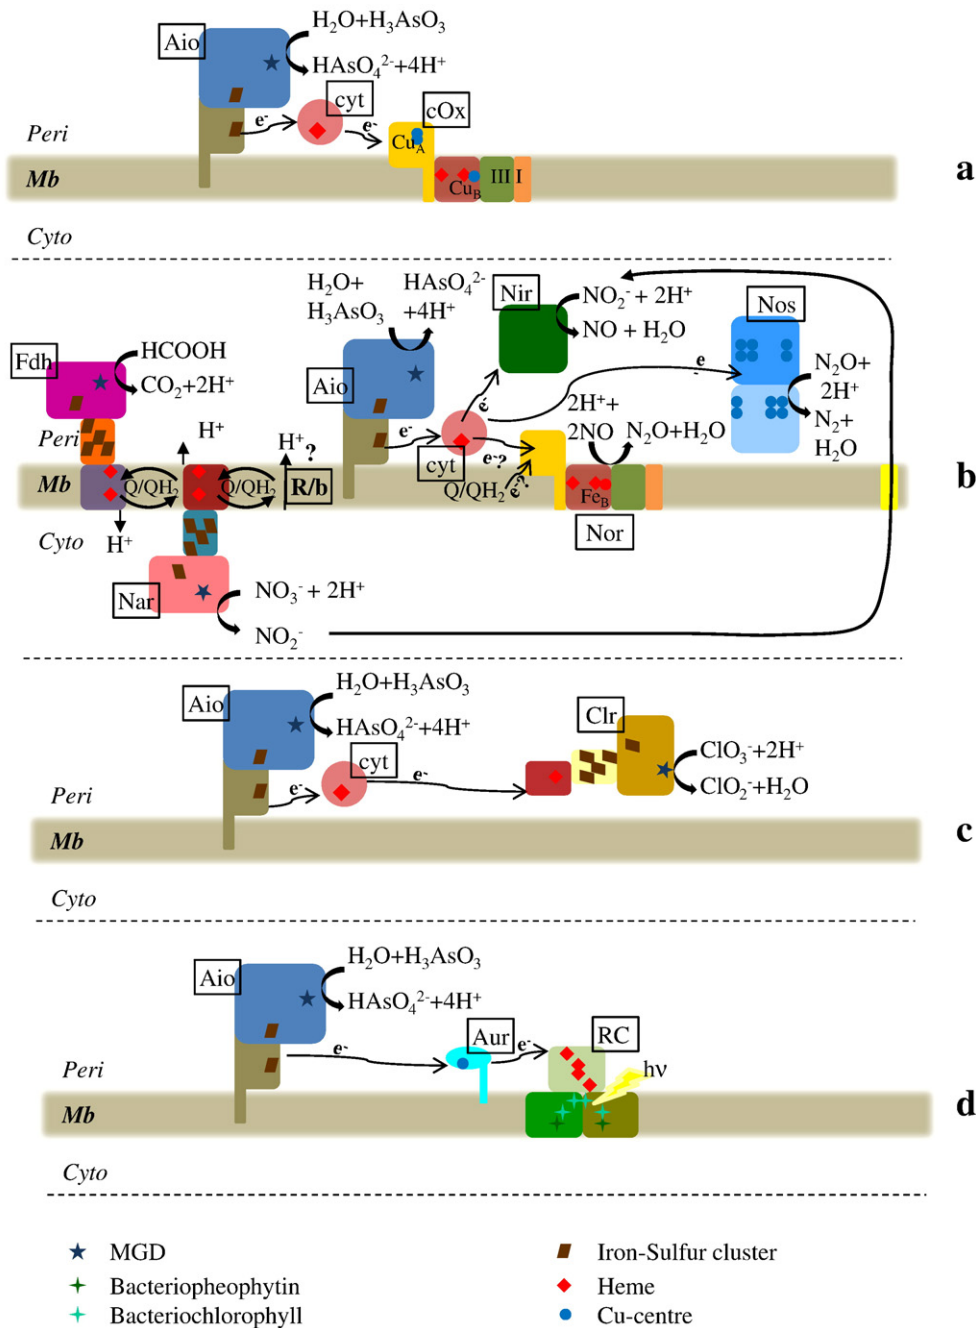 H₂O+H₃AsO₃
Aio
HAsO₄²⁻+4H⁺
cyt
cOx
e⁻
e⁻
Peri
Cu_A
Mb
Cu_B
III
I
a
Cyto
H₂O+
H₃AsO₃
HAsO₄²⁻
+4H⁺
Nir
NO₂⁻ + 2H⁺
NO + H₂O
Nos
Fdh
HCOOH
CO₂+2H⁺
Aio
e⁻
N₂O+
2H⁺
N₂+
H₂O
e⁻
2H⁺+
2NO
N₂O+H₂O
Peri
H⁺
H⁺
?
e⁻
cyt
e⁻?
Mb
Q/QH₂
Q/QH₂
R/b
Q/QH₂
e⁻?
Fe_B
b
Cyto
H⁺
Nor
Nar
NO₃⁻ + 2H⁺
NO₂⁻
H₂O+H₃AsO₃
Aio
HAsO₄²⁻+4H⁺
Clr
cyt
ClO₃⁻+2H⁺
ClO₂⁻+H₂O
e⁻
e⁻
Peri
Mb
c
Cyto
H₂O+H₃AsO₃
Aio
HAsO₄²⁻+4H⁺
Aur
RC
e⁻
e⁻
Peri
hν
Mb
d
Cyto
MGD
Iron-Sulfur cluster
Bacteriopheophytin
Heme
Bacteriochlorophyll
Cu-centre